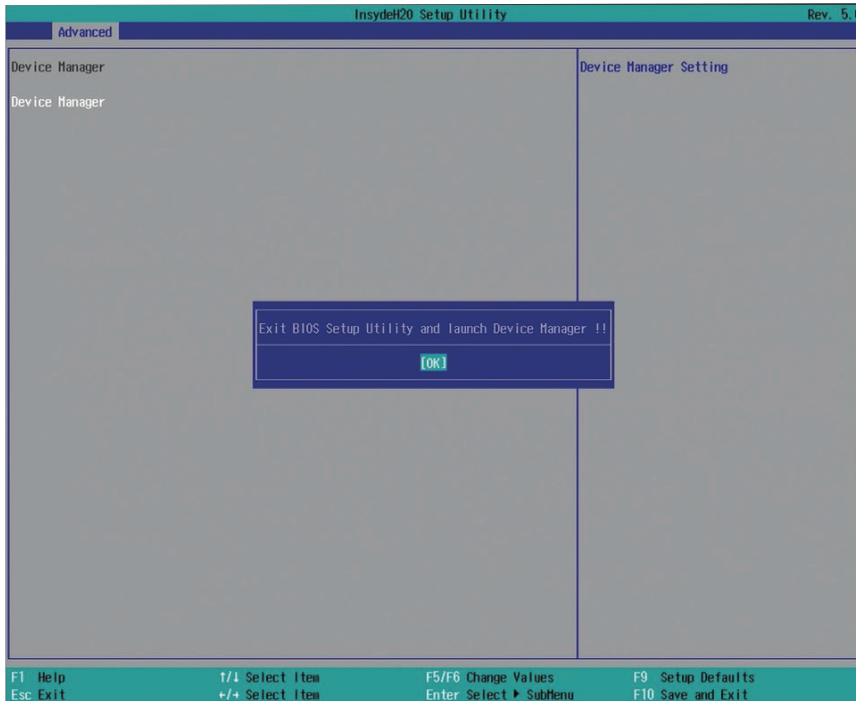 InsydeH20 Setup Utility Rev. 5.
Advanced
Device Manager Device Manager Setting
Device Manager
Exit BIOS Setup Utility and launch Device Manager !!
[OK]
F1 Help ↑/↓ Select Item F5/F6 Change Values F9 Setup Defaults
Esc Exit ←/→ Select Item Enter Select ▶ SubMenu F10 Save and Exit